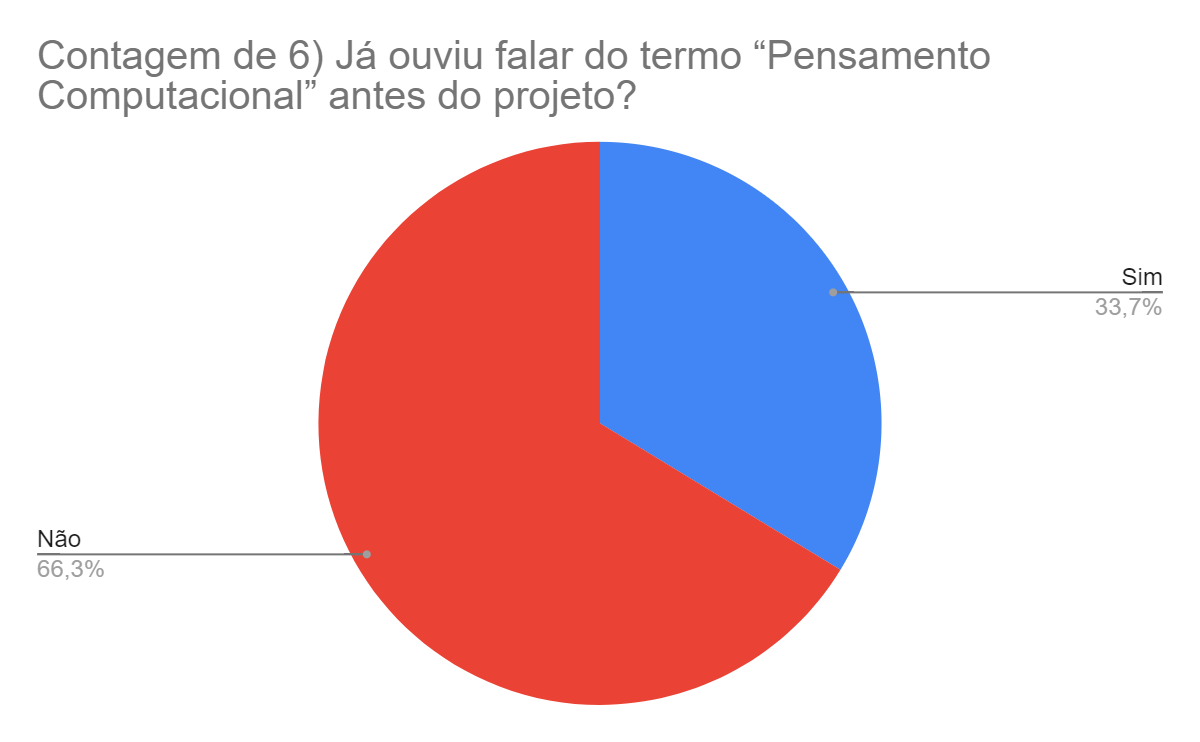 Contagem de 6) Já ouviu falar do termo “Pensamento
Computacional” antes do projeto?
Sim
33,7%
Não
66,3%